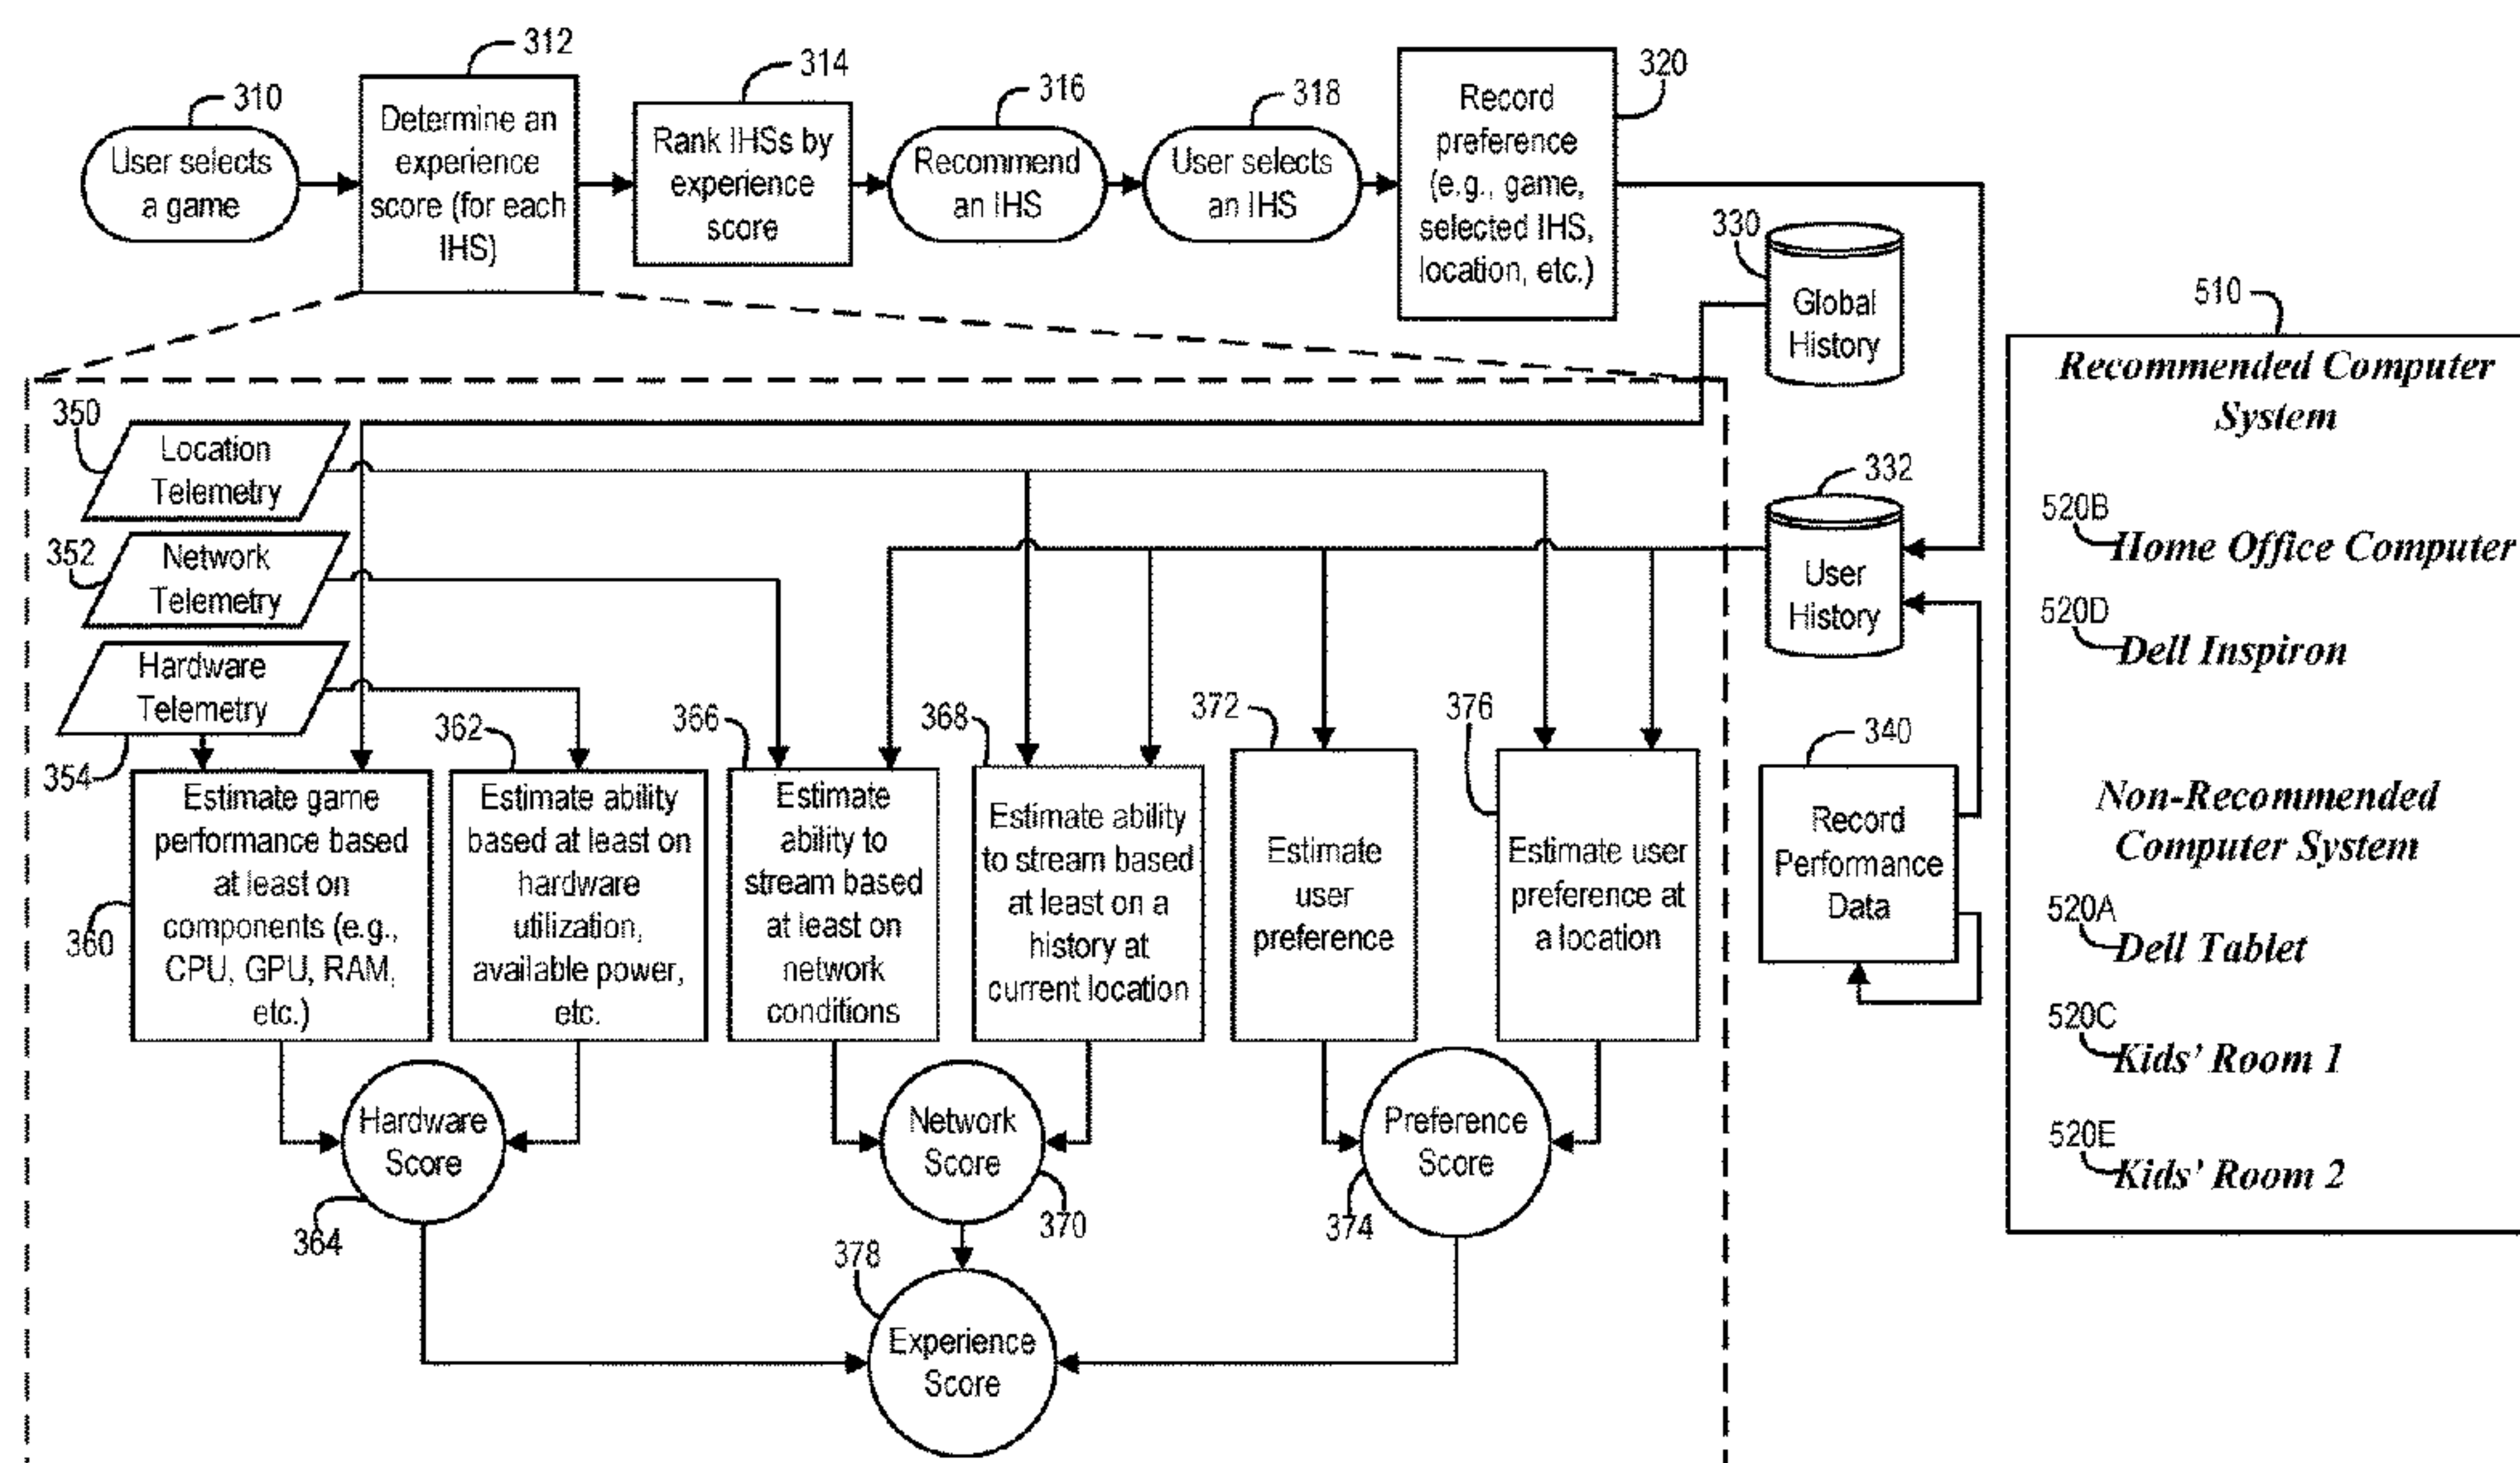 312
314
316
318
320
310
User selects
a game
Determine an
experience
score (for each
IHS)
Rank IHSs by
experience
score
Recommend
an IHS
User selects
an IHS
Record
preference
(e.g., game,
selected IHS,
location, etc.)
330
Global
History
332
User
History
340
Record
Performance
Data
350
Location
Telemetry
352
Network
Telemetry
Hardware
Telemetry
354
360
Estimate game
performance based
at least on
components (e.g.,
CPU, GPU, RAM,
etc.)
362
Estimate ability
based at least on
hardware
utilization,
available power,
etc.
366
Estimate
ability to
stream based
at least on
network
conditions
368
Estimate ability
to stream based
at least on a
history at
current location
372
Estimate
user
preference
376
Estimate user
preference at
a location
Hardware
Score
364
Network
Score
370
Preference
Score
374
378
Experience
Score
510
Recommended Computer
System
520B
Home Office Computer
520D
Dell Inspiron
Non-Recommended
Computer System
520A
Dell Tablet
520C
Kids' Room 1
520E
Kids' Room 2